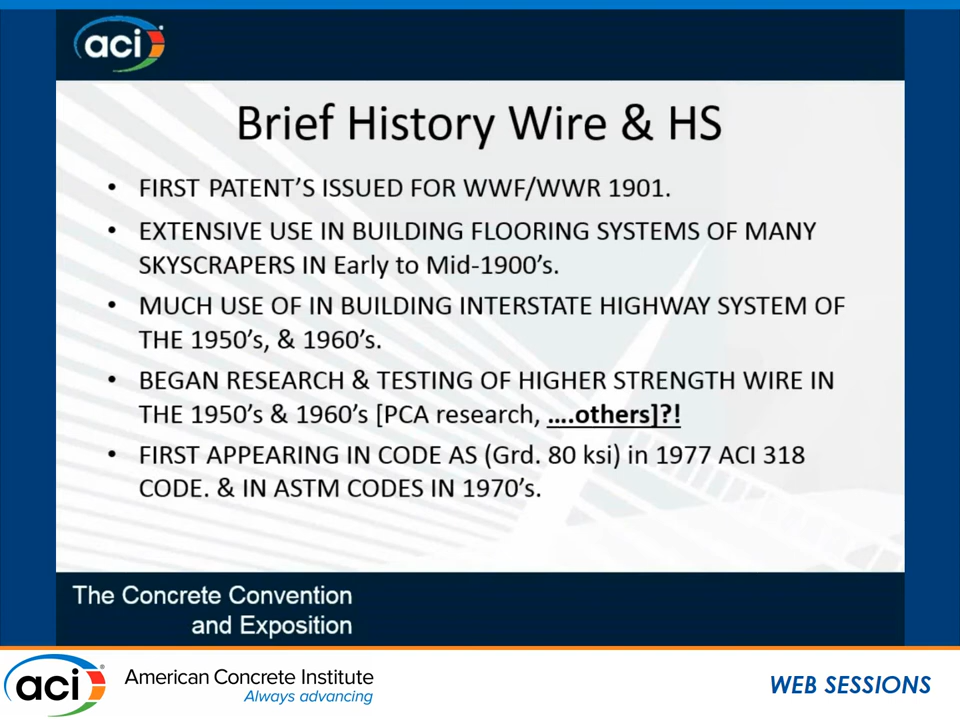 aci
Brief History Wire & HS
• FIRST PATENT'S ISSUED FOR WWF/WWR 1901.
• EXTENSIVE USE IN BUILDING FLOORING SYSTEMS OF MANY
SKYSCRAPERS IN Early to Mid-1900's.
• MUCH USE OF IN BUILDING INTERSTATE HIGHWAY SYSTEM OF
THE 1950's, & 1960's.
• BEGAN RESEARCH & TESTING OF HIGHER STRENGTH WIRE IN
THE 1950's & 1960's [PCA research, ….others]?!
• FIRST APPEARING IN CODE AS (Grd. 80 ksi) in 1977 ACI 318
CODE. & IN ASTM CODES IN 1970's.
The Concrete Convention
and Exposition
aci®
American Concrete Institute
Always advancing
WEB SESSIONS